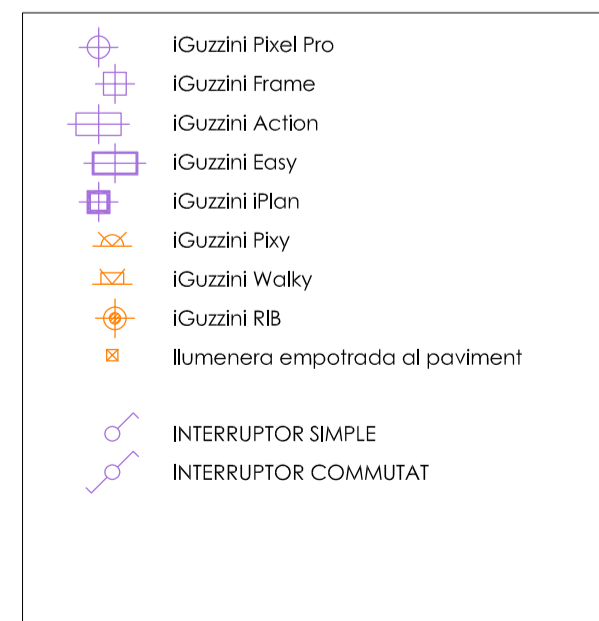 iGuzzini Pixel Pro
iGuzzini Frame
iGuzzini Action
iGuzzini Easy
iGuzzini iPlan
iGuzzini Pixy
iGuzzini Walky
iGuzzini RIB
llumenera empotrada al paviment
INTERRUPTOR SIMPLE
INTERRUPTOR COMMUTAT